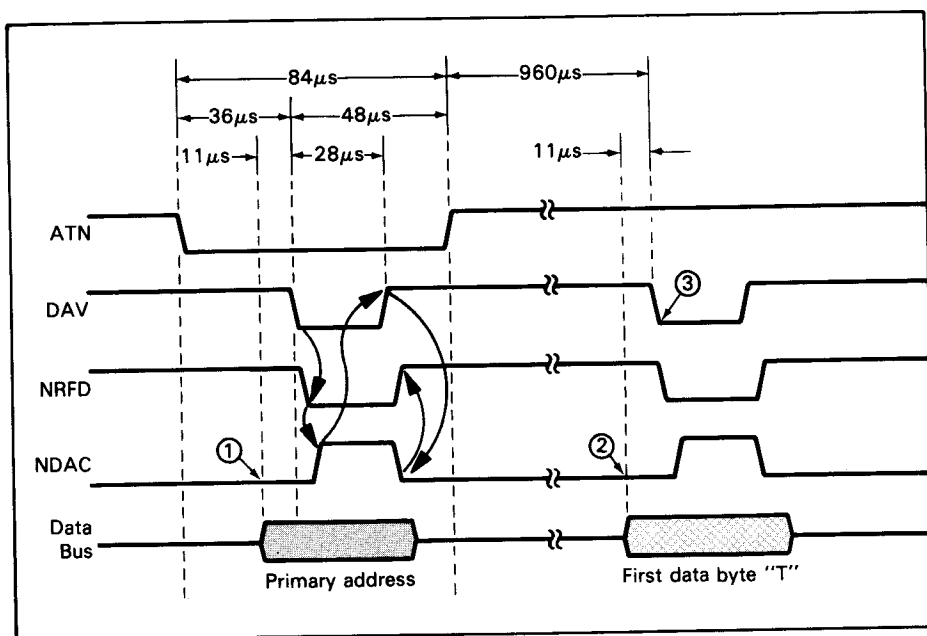 84μs
960μs
36μs
48μs
11μs
28μs
11μs
ATN
DAV
③
NRFD
NDAC
①
②
Data
Bus
Primary address
First data byte "T"